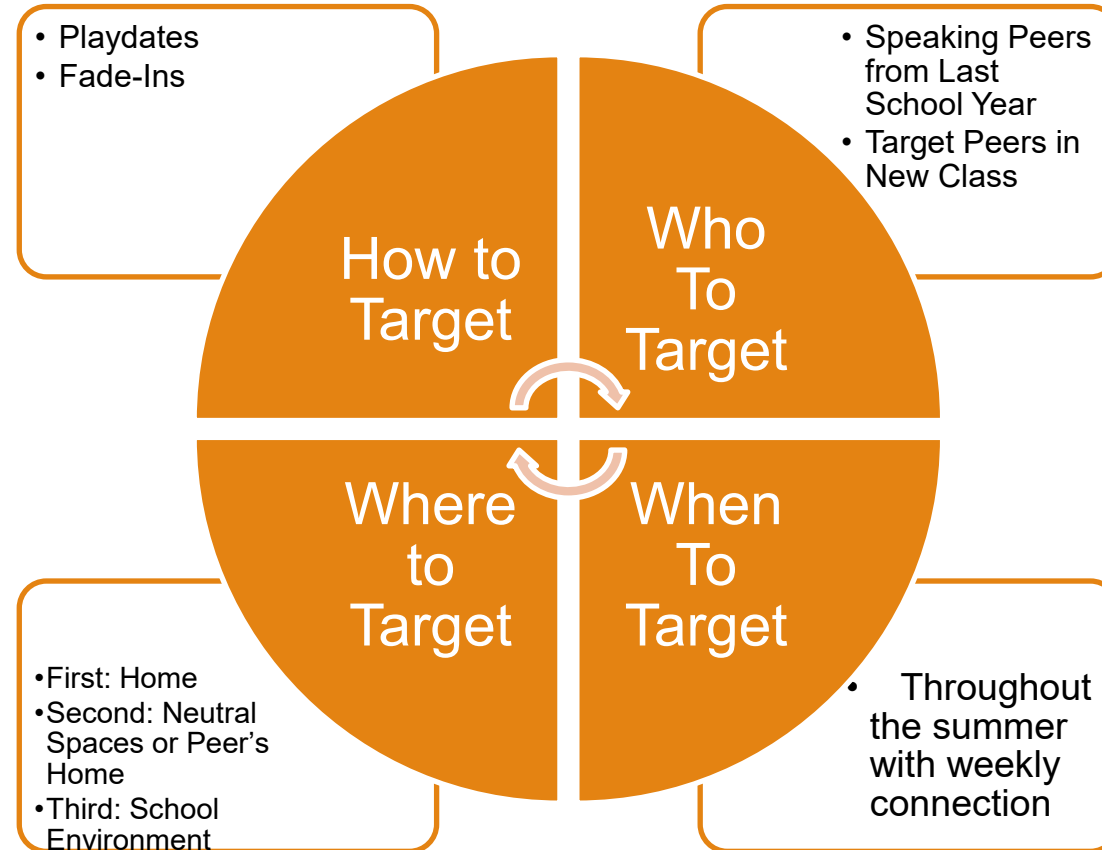 • Playdates
• Fade-Ins
• Speaking Peers
from Last
School Year
• Target Peers in
New Class
How to
Target
Who
To
Target
Where
to
Target
When
To
Target
•First: Home
•Second: Neutral
Spaces or Peer’s
Home
•Third: School
Environment
• Throughout
the summer
with weekly
connection